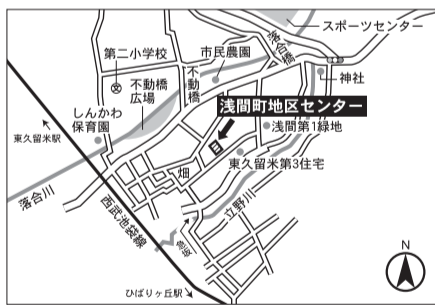 スポーツセンター
落合橋
第二小学校
市民農園
神社
不動橋
不動橋
広場
浅間町地区センター
しんかわ
保育園
浅間第1緑地
東久留米駅
東久留米第3住宅
畑
落合川
西武池袋線
立野川
急坂
ひばりヶ丘駅
N